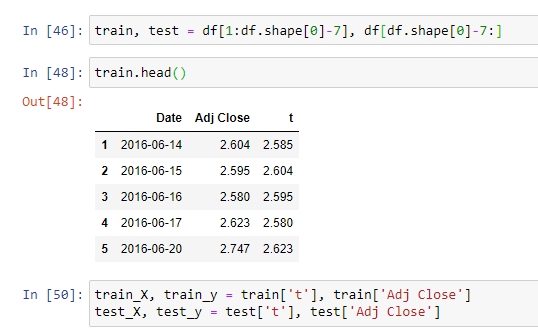 In [46]: train, test = df[1:df.shape[0]-7], df[df.shape[0]-7:]
In [48]: train.head()
Out[48]:
Date Adj Close t
1 2016-06-14 2.604 2.585
2 2016-06-15 2.595 2.604
3 2016-06-16 2.580 2.595
4 2016-06-17 2.623 2.580
5 2016-06-20 2.747 2.623
In [50]: train_X, train_y = train['t'], train['Adj Close']
test_X, test_y = test['t'], test['Adj Close']